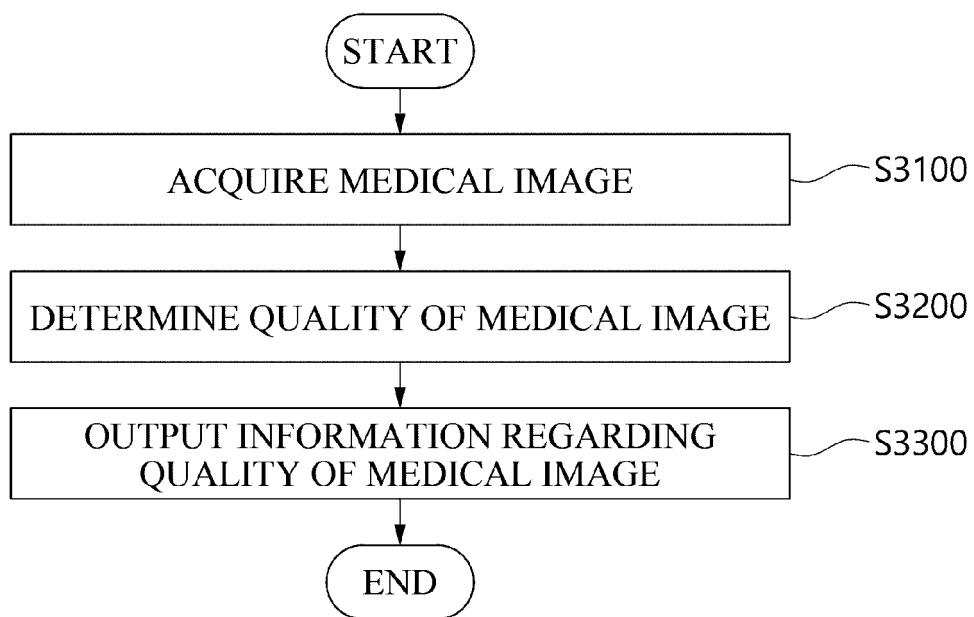 START
ACQUIRE MEDICAL IMAGE
S3100
DETERMINE QUALITY OF MEDICAL IMAGE
S3200
OUTPUT INFORMATION REGARDING
QUALITY OF MEDICAL IMAGE
S3300
END